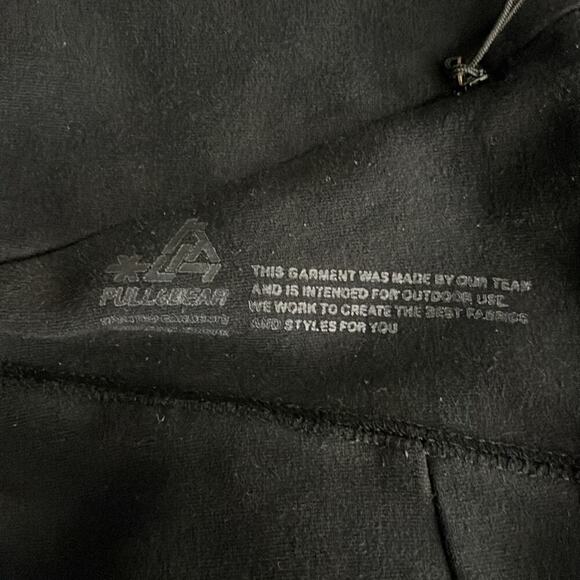 PULL&BEAR
THIS GARMENT WAS MADE BY OUR TEAM
AND IS INTENDED FOR OUTDOOR USE.
WE WORK TO CREATE THE BEST FABRICS
AND STYLES FOR YOU